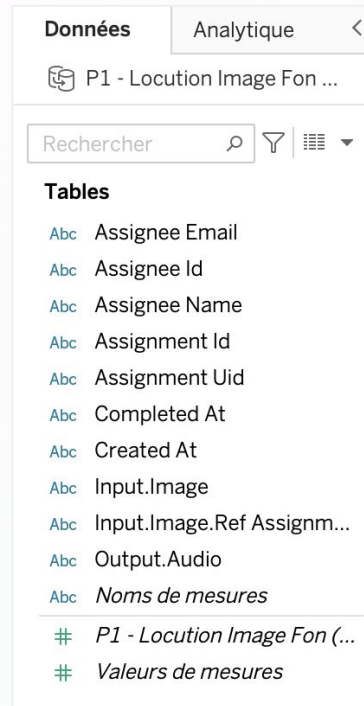 Données
Analytique
P1 - Locution Image Fon ...
Rechercher
Tables
Abc Assignee Email
Abc Assignee Id
Abc Assignee Name
Abc Assignment Id
Abc Assignment Uid
Abc Completed At
Abc Created At
Abc Input.Image
Abc Input.Image.Ref Assignm...
Abc Output.Audio
Abc Noms de mesures
# P1 - Locution Image Fon (...
# Valeurs de mesures